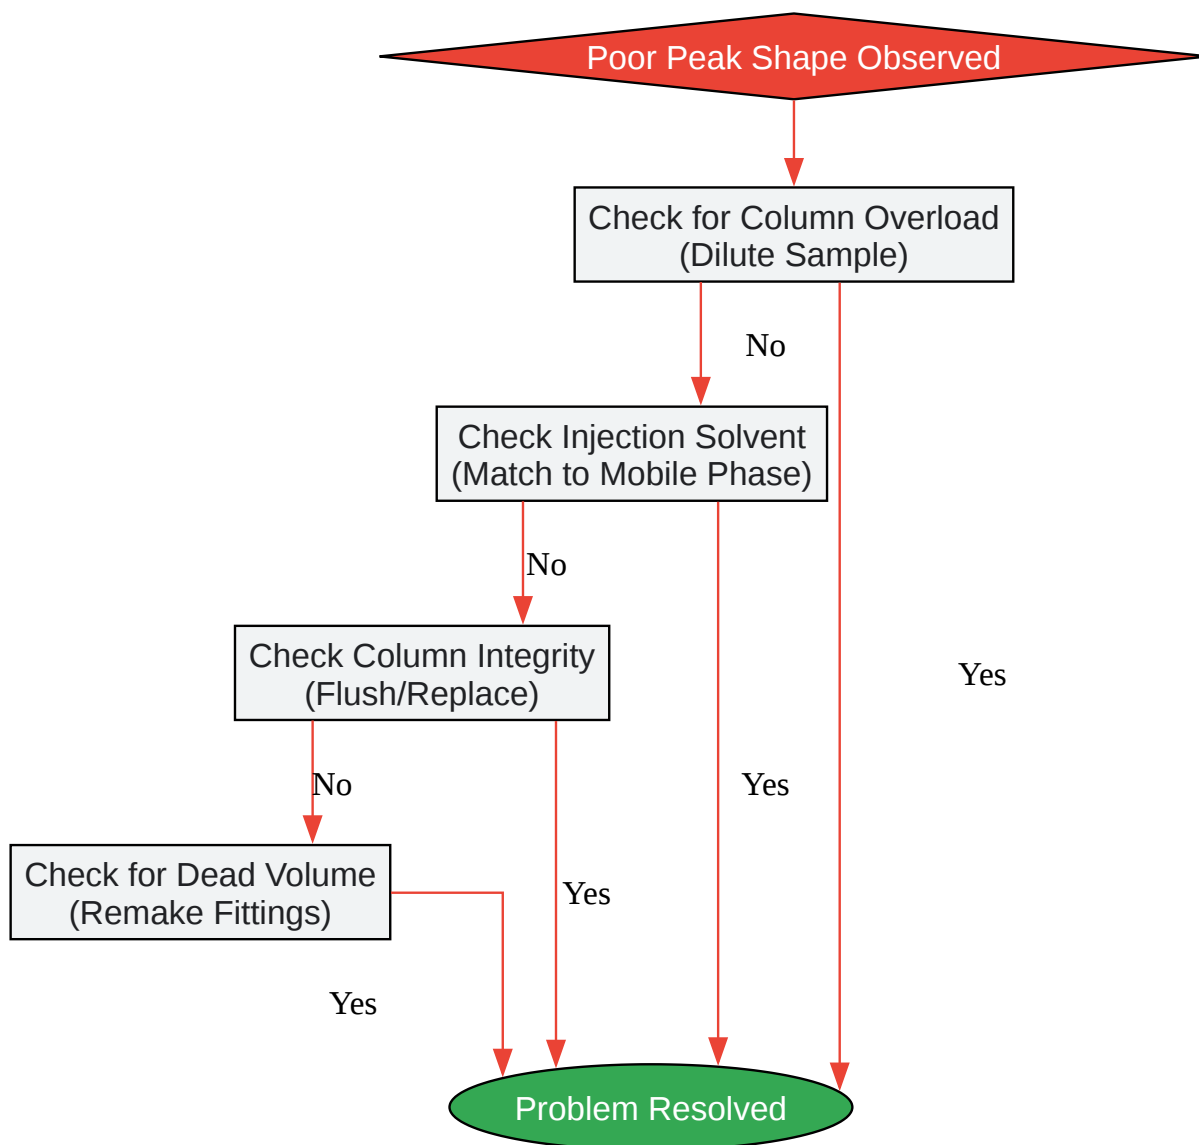 Poor Peak Shape Observed
Check for Column Overload
(Dilute Sample)
No
Check Injection Solvent
(Match to Mobile Phase)
No
Check Column Integrity
(Flush/Replace)
Yes
No
Yes
Check for Dead Volume
(Remake Fittings)
Yes
Yes
Problem Resolved